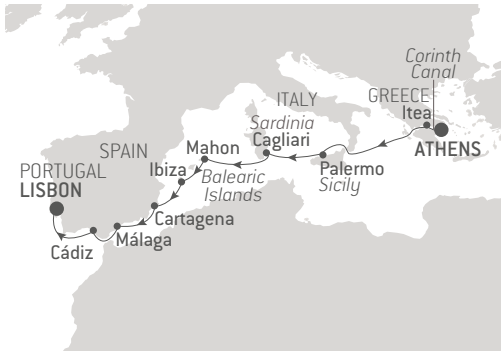 Corinth
Canal
ITALY
GREECE
Itea
Sardinia
Cagliari
ATHENS
SPAIN
Mahon
Ibiza
Balearic
Islands
Palermo
Sicily
PORTUGAL
LISBON
Cartagena
Málaga
Cádiz